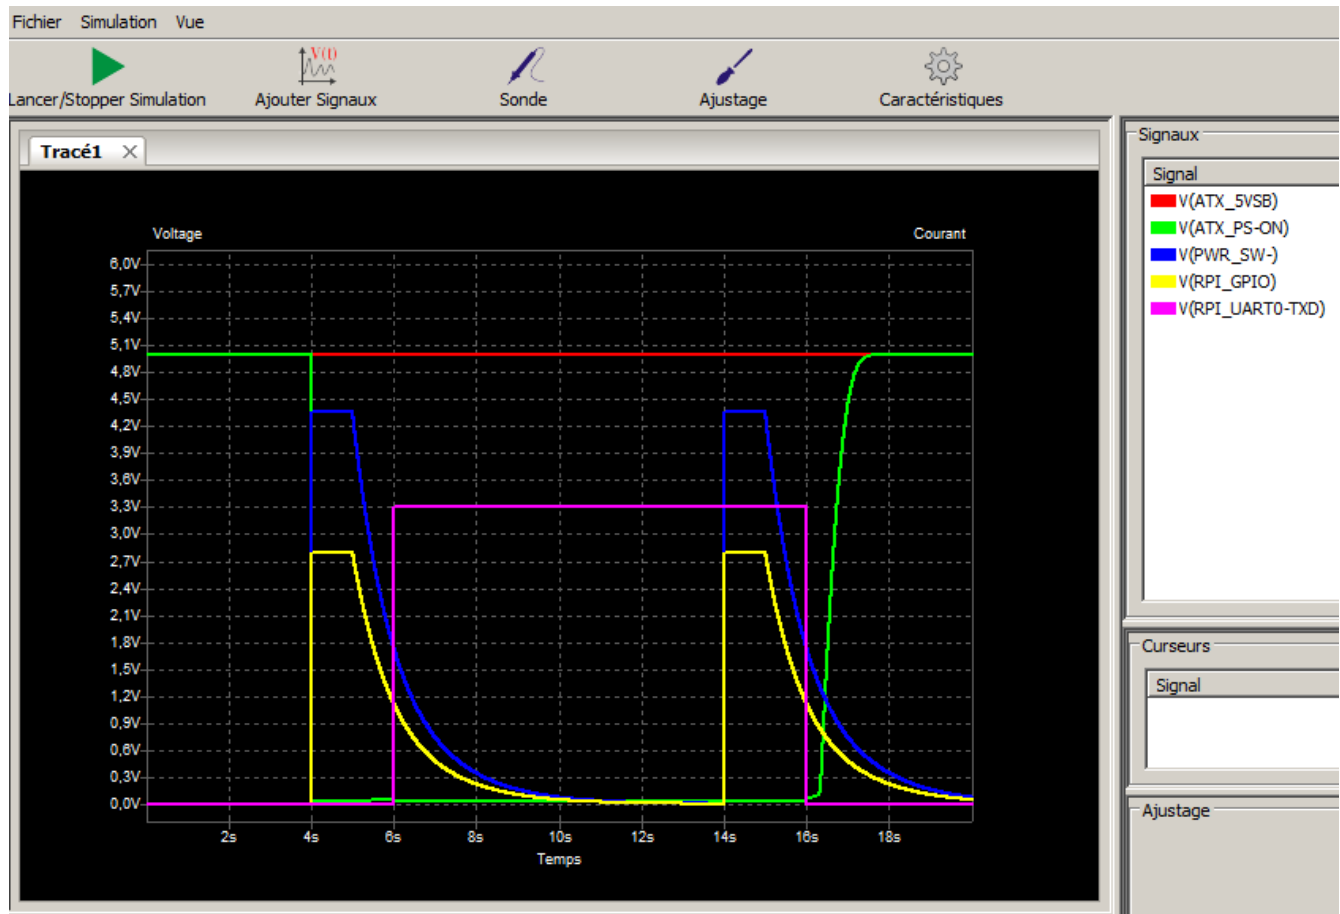 Fichier Simulation Vue
Lancer/Stopper Simulation Ajouter Signaux Sonde Ajustage Caractéristiques
V(t)
Tracé1
Voltage Courant
6,0V
5,7V
5,4V
5,1V
4,8V
4,5V
4,2V
3,9V
3,6V
3,3V
3,0V
2,7V
2,4V
2,1V
1,8V
1,5V
1,2V
0,9V
0,6V
0,3V
0,0V
2s 4s 6s 8s 10s 12s 14s 16s 18s
Temps
Signaux
Signal
V(ATX_5VSB)
V(ATX_PS-ON)
V(PWR_SW-)
V(RPI_GPIO)
V(RPI_UART0-TXD)
Curseurs
Signal
Ajustage